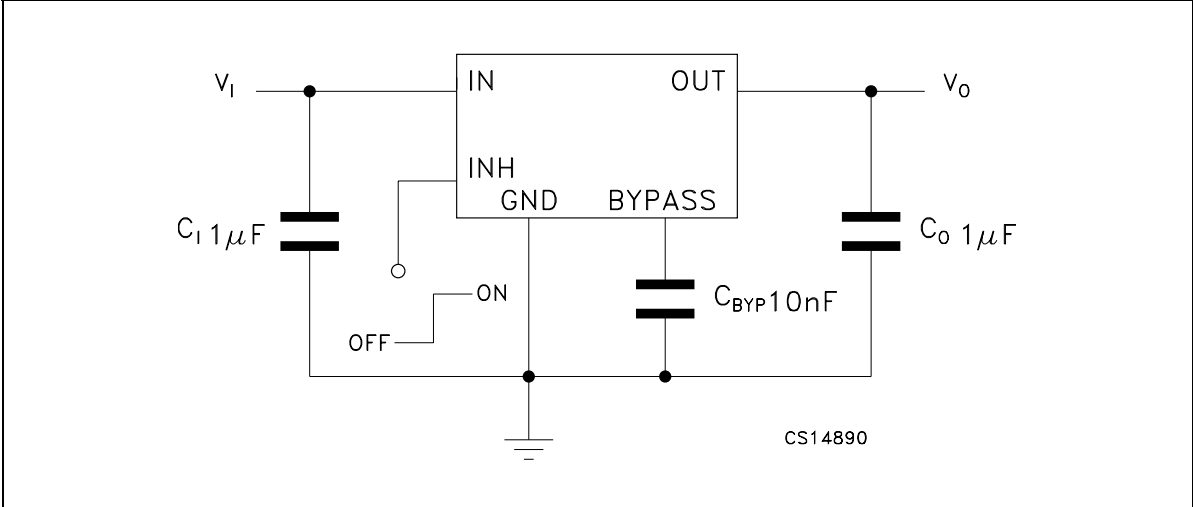 V_I IN OUT V_O
INH
GND BYPASS
C_I 1μF C_O 1μF
C_BYP 10nF
ON
OFF
CS14890